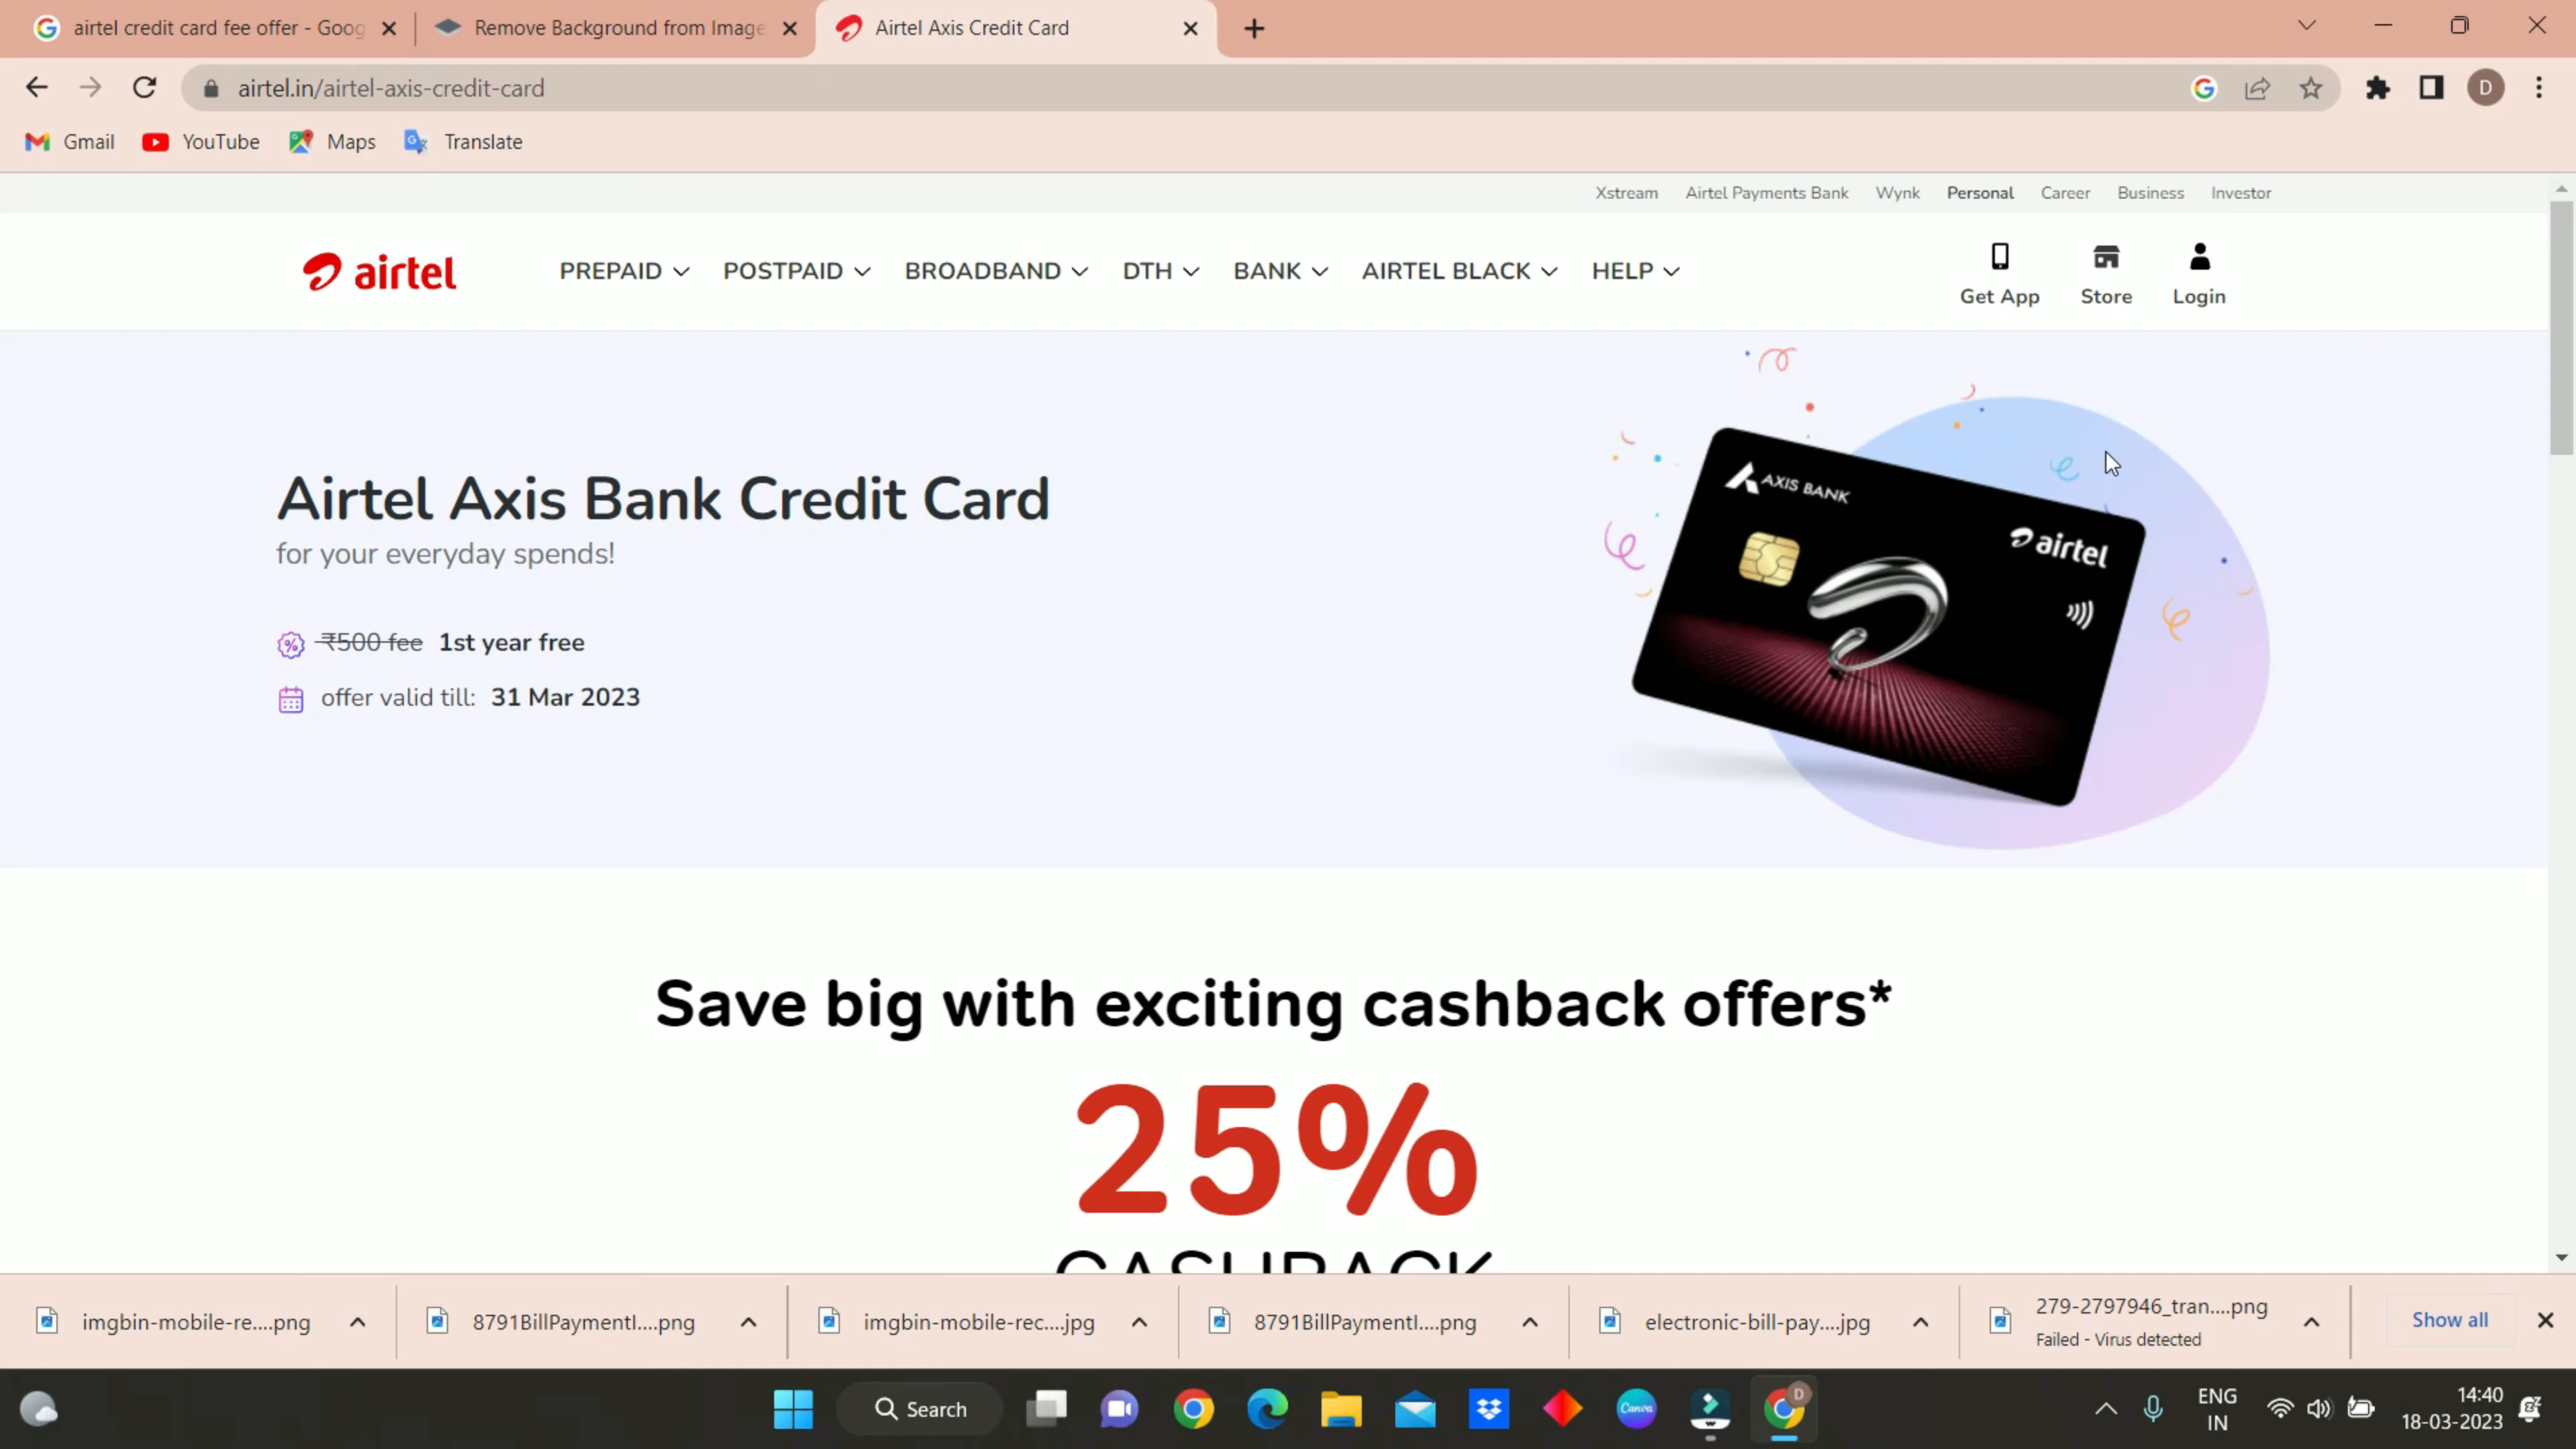 airtel credit card fee offer - Goog
Remove Background from Image
Airtel Axis Credit Card
airtel.in/airtel-axis-credit-card
D
Gmail
YouTube
Maps
Translate
Xstream
Airtel Payments Bank
Wynk
Personal
Career
Business
Investor
airtel
PREPAID
POSTPAID
BROADBAND
DTH
BANK
AIRTEL BLACK
HELP
Get App
Store
Login
Airtel Axis Bank Credit Card
for your everyday spends!
₹500 fee 1st year free
offer valid till: 31 Mar 2023
AXIS BANK
airtel
Save big with exciting cashback offers*
25%
CASHBACK
imgbin-mobile-re....png
8791BillPaymentI....png
imgbin-mobile-rec....jpg
8791BillPaymentI....png
electronic-bill-pay....jpg
279-2797946_tran....png
Failed - Virus detected
Show all
Search
Canva
D
ENG
IN
14:40
18-03-2023